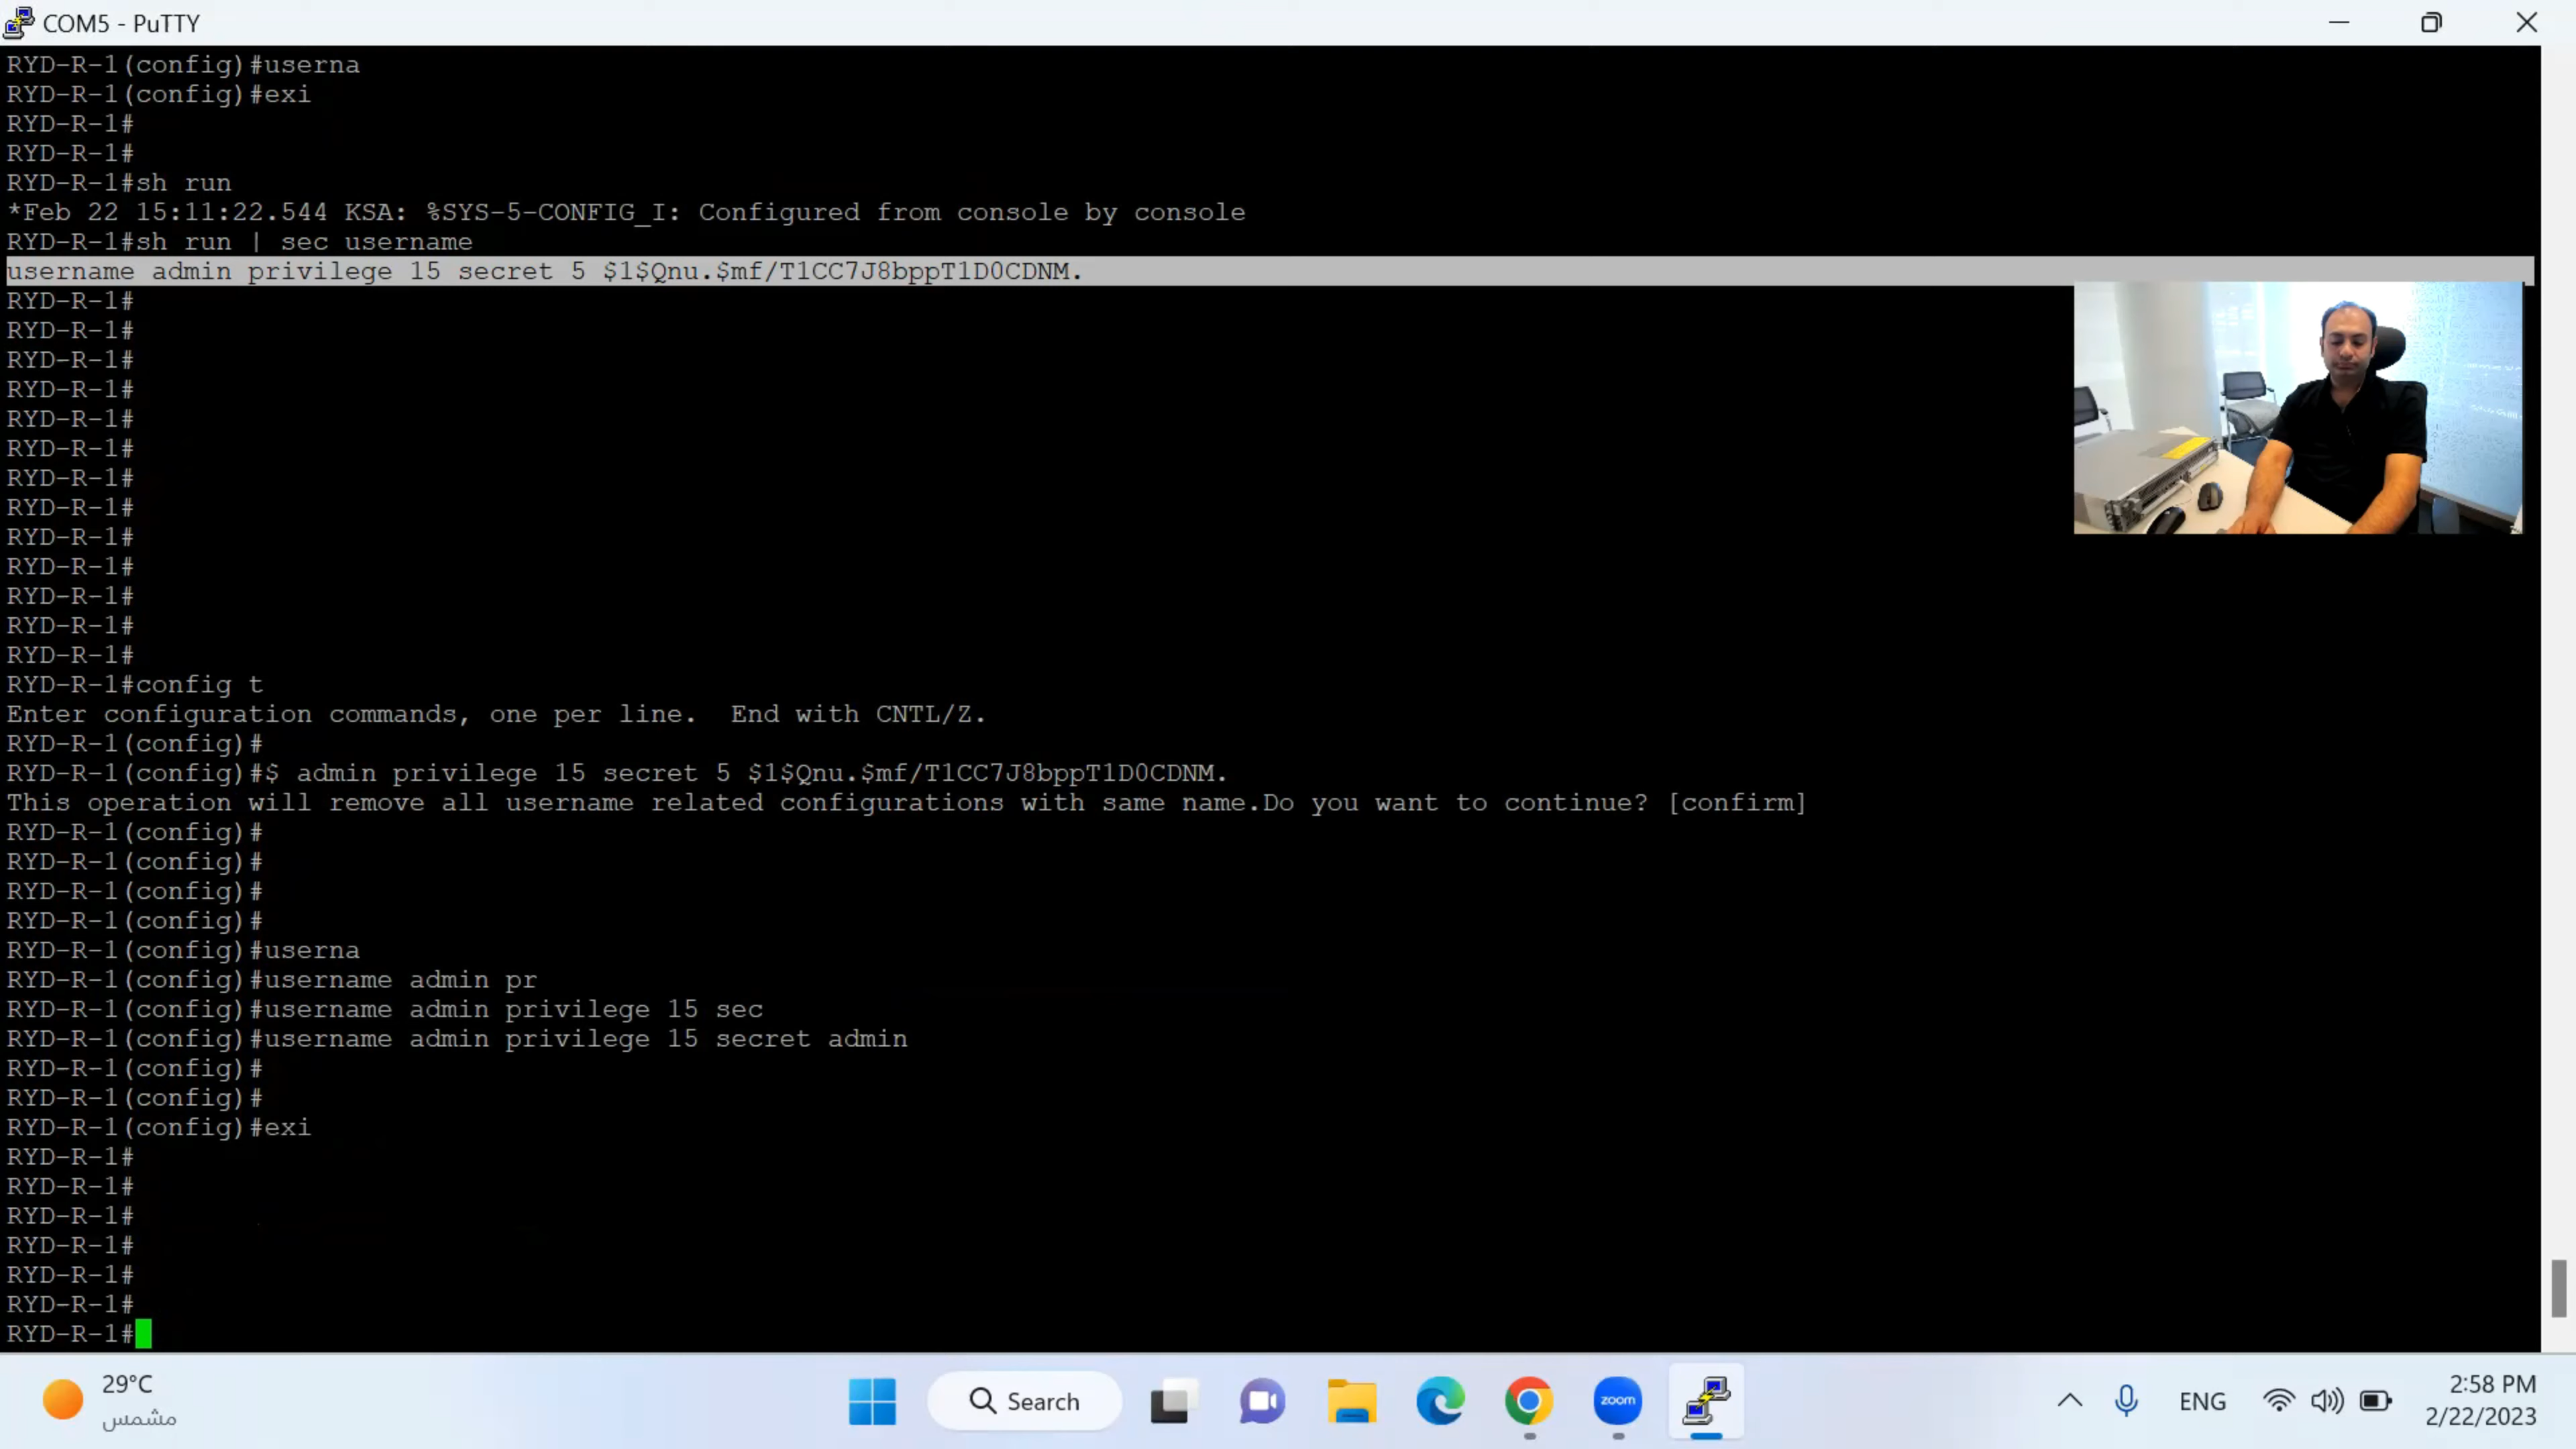 COM5 - PuTTY
RYD-R-1(config)#userna
RYD-R-1(config)#exi
RYD-R-1#
RYD-R-1#
RYD-R-1#sh run
*Feb 22 15:11:22.544 KSA: %SYS-5-CONFIG_I: Configured from console by console
RYD-R-1#sh run | sec username
username admin privilege 15 secret 5 $1$Qnu.$mf/T1CC7J8bppT1D0CDNM.
RYD-R-1#
RYD-R-1#
RYD-R-1#
RYD-R-1#
RYD-R-1#
RYD-R-1#
RYD-R-1#
RYD-R-1#
RYD-R-1#
RYD-R-1#
RYD-R-1#
RYD-R-1#
RYD-R-1#
RYD-R-1#config t
Enter configuration commands, one per line.  End with CNTL/Z.
RYD-R-1(config)#
RYD-R-1(config)#$ admin privilege 15 secret 5 $1$Qnu.$mf/T1CC7J8bppT1D0CDNM.
This operation will remove all username related configurations with same name.Do you want to continue? [confirm]
RYD-R-1(config)#
RYD-R-1(config)#
RYD-R-1(config)#
RYD-R-1(config)#
RYD-R-1(config)#userna
RYD-R-1(config)#username admin pr
RYD-R-1(config)#username admin privilege 15 sec
RYD-R-1(config)#username admin privilege 15 secret admin
RYD-R-1(config)#
RYD-R-1(config)#
RYD-R-1(config)#exi
RYD-R-1#
RYD-R-1#
RYD-R-1#
RYD-R-1#
RYD-R-1#
RYD-R-1#
RYD-R-1#
29°C
مشمس
Search
zoom
ENG
2:58 PM
2/22/2023